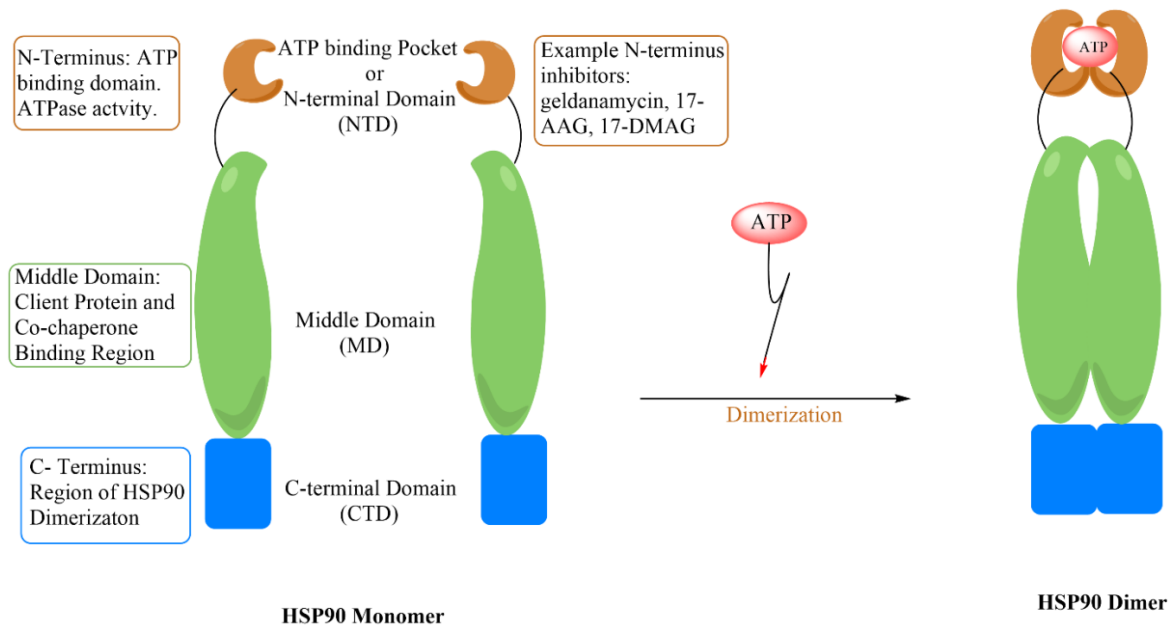 N-Terminus: ATP
binding domain.
ATPase actvity.
ATP binding Pocket
or
N-terminal Domain
(NTD)
Example N-terminus
inhibitors:
geldanamycin, 17-
AAG, 17-DMAG
ATP
ATP
Middle Domain:
Client Protein and
Co-chaperone
Binding Region
Middle Domain
(MD)
Dimerization
C- Terminus:
Region of HSP90
Dimerizaton
C-terminal Domain
(CTD)
HSP90 Monomer
HSP90 Dimer